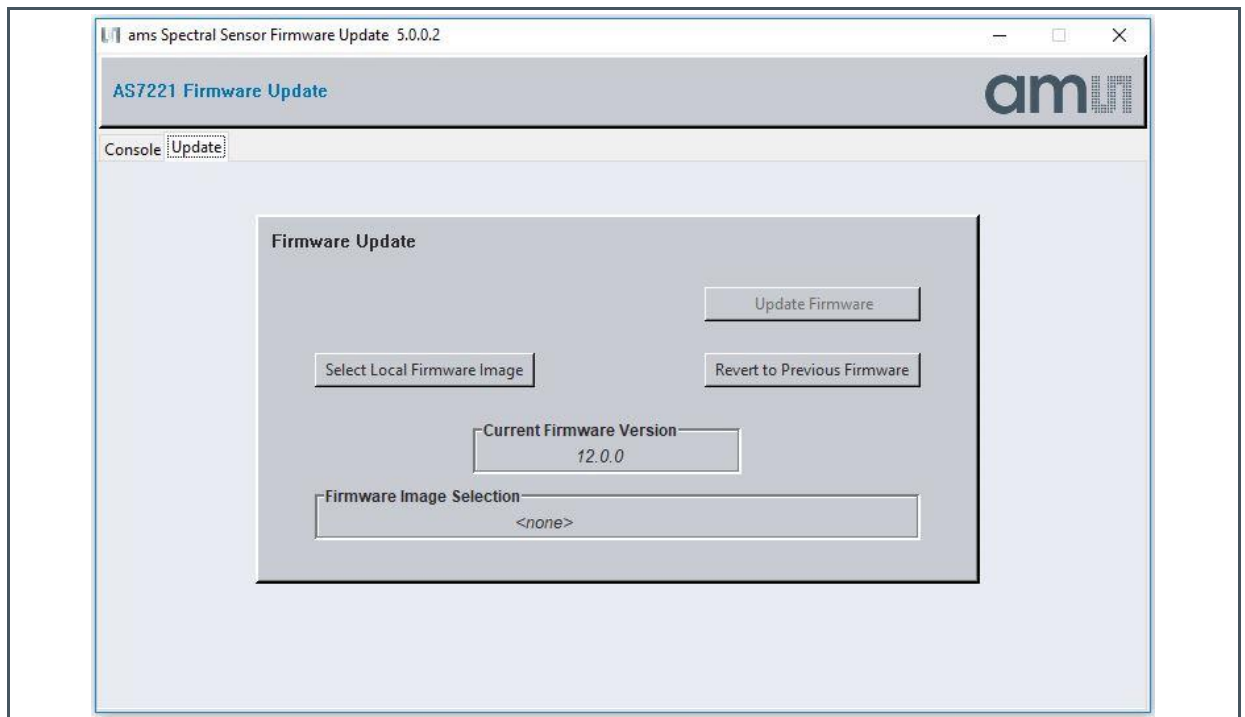 ams Spectral Sensor Firmware Update 5.0.0.2
AS7221 Firmware Update
am
Console Update
Firmware Update
Update Firmware
Select Local Firmware Image
Revert to Previous Firmware
Current Firmware Version
12.0.0
Firmware Image Selection
<none>